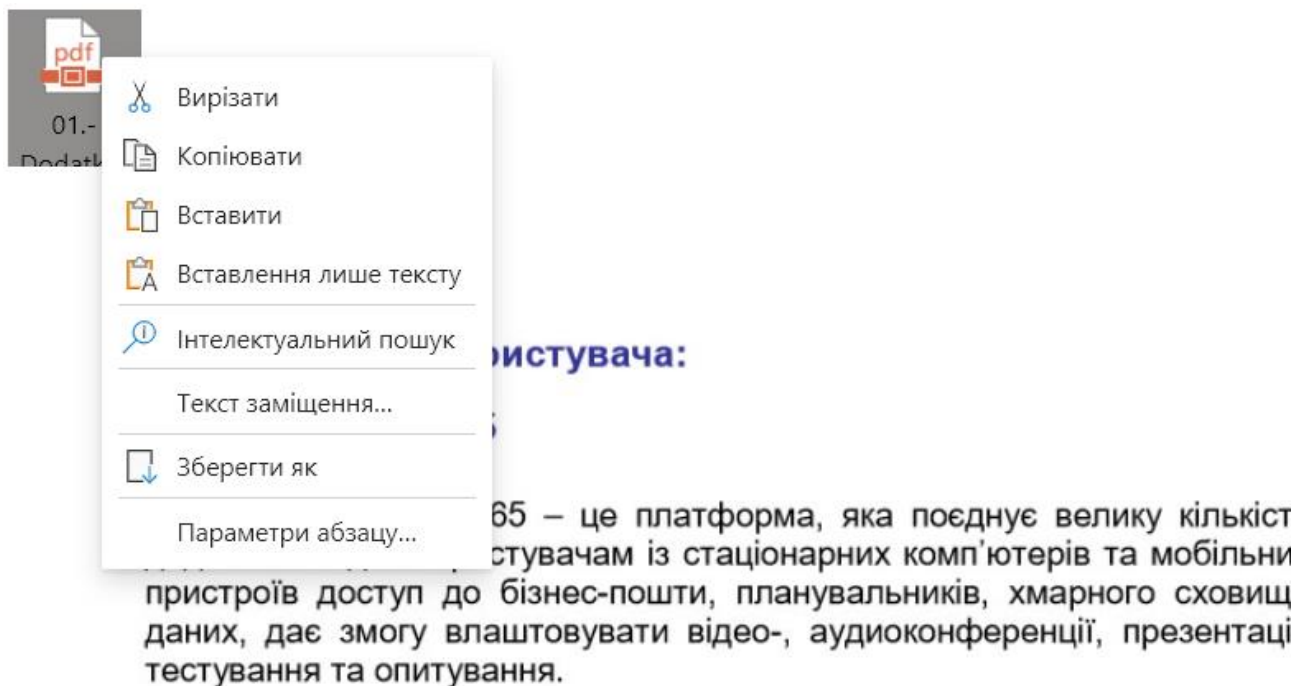 pdf
01.-
Dodatk
Вирізати
Копіювати
Вставити
Вставлення лише тексту
Інтелектуальний пошук
Текст заміщення...
Зберегти як
Параметри абзацу...
ристувача:
65 – це платформа, яка поєднує велику кількіст
стувачам із стаціонарних комп'ютерів та мобільни
пристроїв доступ до бізнес-пошти, планувальників, хмарного сховищ
даних, дає змогу влаштовувати відео-, аудиоконференції, презентаці
тестування та опитування.